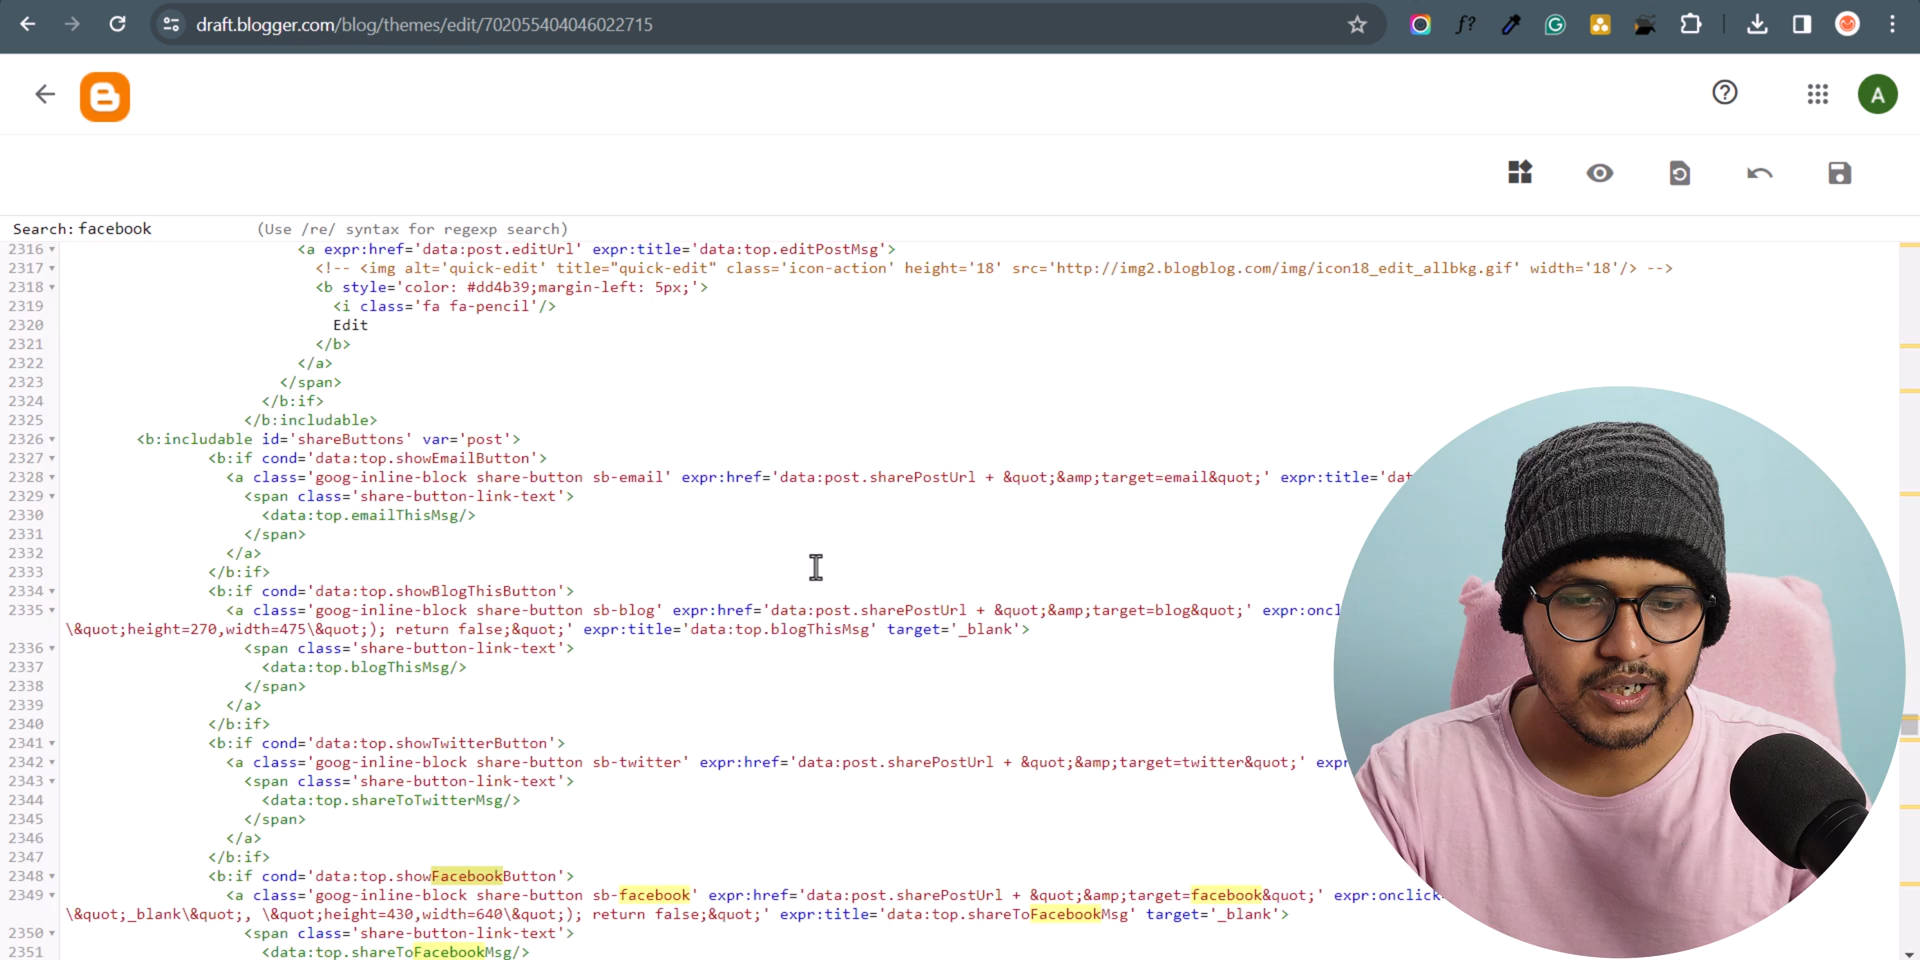 draft.blogger.com/blog/themes/edit/702055404046022715
f?
A
Search: facebook (Use /re/ syntax for regexp search)
2316 <a expr:href='data:post.editUrl' expr:title='data:top.editPostMsg'>
2317 <!-- <img alt='quick-edit' title="quick-edit" class='icon-action' height='18' src='http://img2.blogblog.com/img/icon18_edit_allbkg.gif' width='18'/> -->
2318 <b style='color: #dd4b39;margin-left: 5px;'>
2319 <i class='fa fa-pencil'/>
2320 Edit
2321 </b>
2322 </a>
2323 </span>
2324 </b:if>
2325 </b:includable>
2326 <b:includable id='shareButtons' var='post'>
2327 <b:if cond='data:top.showEmailButton'>
2328 <a class='goog-inline-block share-button sb-email' expr:href='data:post.sharePostUrl + &quot;&amp;target=email&quot;' expr:title='dat
2329 <span class='share-button-link-text'>
2330 <data:top.emailThisMsg/>
2331 </span>
2332 </a>
2333 </b:if>
2334 <b:if cond='data:top.showBlogThisButton'>
2335 <a class='goog-inline-block share-button sb-blog' expr:href='data:post.sharePostUrl + &quot;&amp;target=blog&quot;' expr:oncl
\&quot;height=270,width=475\&quot;); return false;&quot;' expr:title='data:top.blogThisMsg' target='_blank'>
2336 <span class='share-button-link-text'>
2337 <data:top.blogThisMsg/>
2338 </span>
2339 </a>
2340 </b:if>
2341 <b:if cond='data:top.showTwitterButton'>
2342 <a class='goog-inline-block share-button sb-twitter' expr:href='data:post.sharePostUrl + &quot;&amp;target=twitter&quot;' expr
2343 <span class='share-button-link-text'>
2344 <data:top.shareToTwitterMsg/>
2345 </span>
2346 </a>
2347 </b:if>
2348 <b:if cond='data:top.showFacebookButton'>
2349 <a class='goog-inline-block share-button sb-facebook' expr:href='data:post.sharePostUrl + &quot;&amp;target=facebook&quot;' expr:onclick
\&quot;_blank\&quot;, \&quot;height=430,width=640\&quot;); return false;&quot;' expr:title='data:top.shareToFacebookMsg' target='_blank'>
2350 <span class='share-button-link-text'>
2351 <data:top.shareToFacebookMsg/>